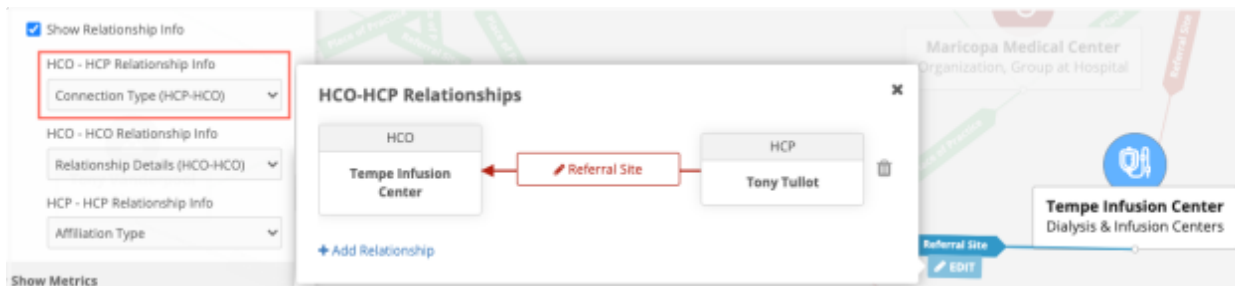 Show Relationship Info
HCO - HCP Relationship Info
Connection Type (HCP-HCO)
HCO - HCO Relationship Info
Relationship Details (HCO-HCO)
HCP - HCP Relationship Info
Affiliation Type
Show Metrics
HCO-HCP Relationships
HCO
Tempe Infusion
Center
Referral Site
HCP
Tony Tullot
+ Add Relationship
Maricopa Medical Center
Organization, Group at Hospital
Referral Site
Tempe Infusion Center
Dialysis & Infusion Centers
Referral Site
EDIT